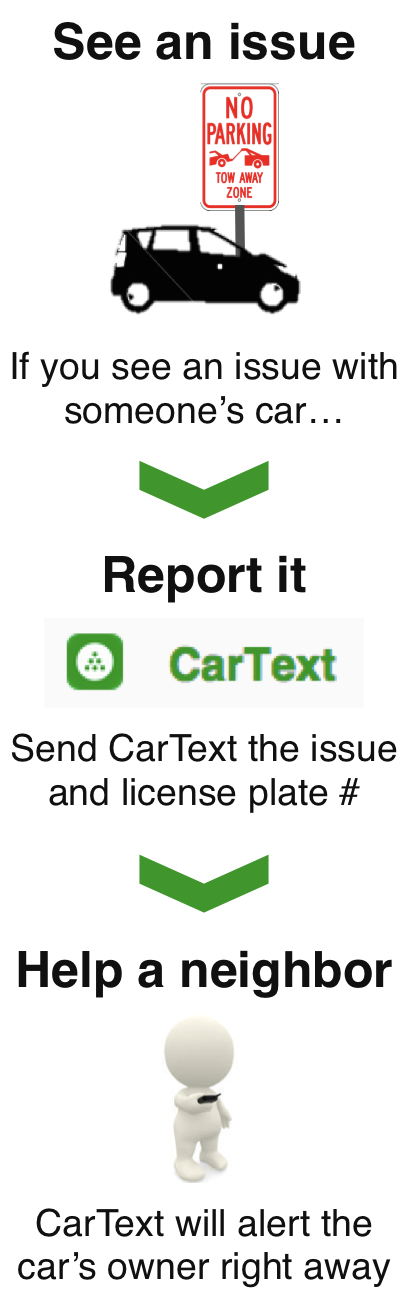 See an issue
NO
PARKING
TOW AWAY
ZONE
If you see an issue with
someone’s car…
Report it
CarText
Send CarText the issue
and license plate #
Help a neighbor
CarText will alert the
car’s owner right away